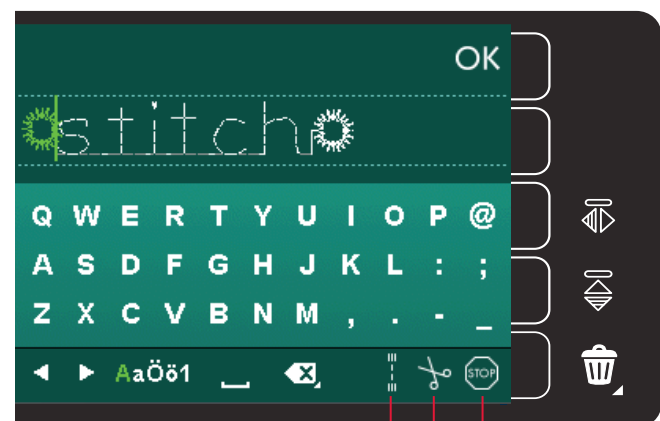 OK
stitch
Q W E R T Y U I O P @
A S D F G H J K L : ;
Z X C V B N M , . - _
AaÖö1 STOP